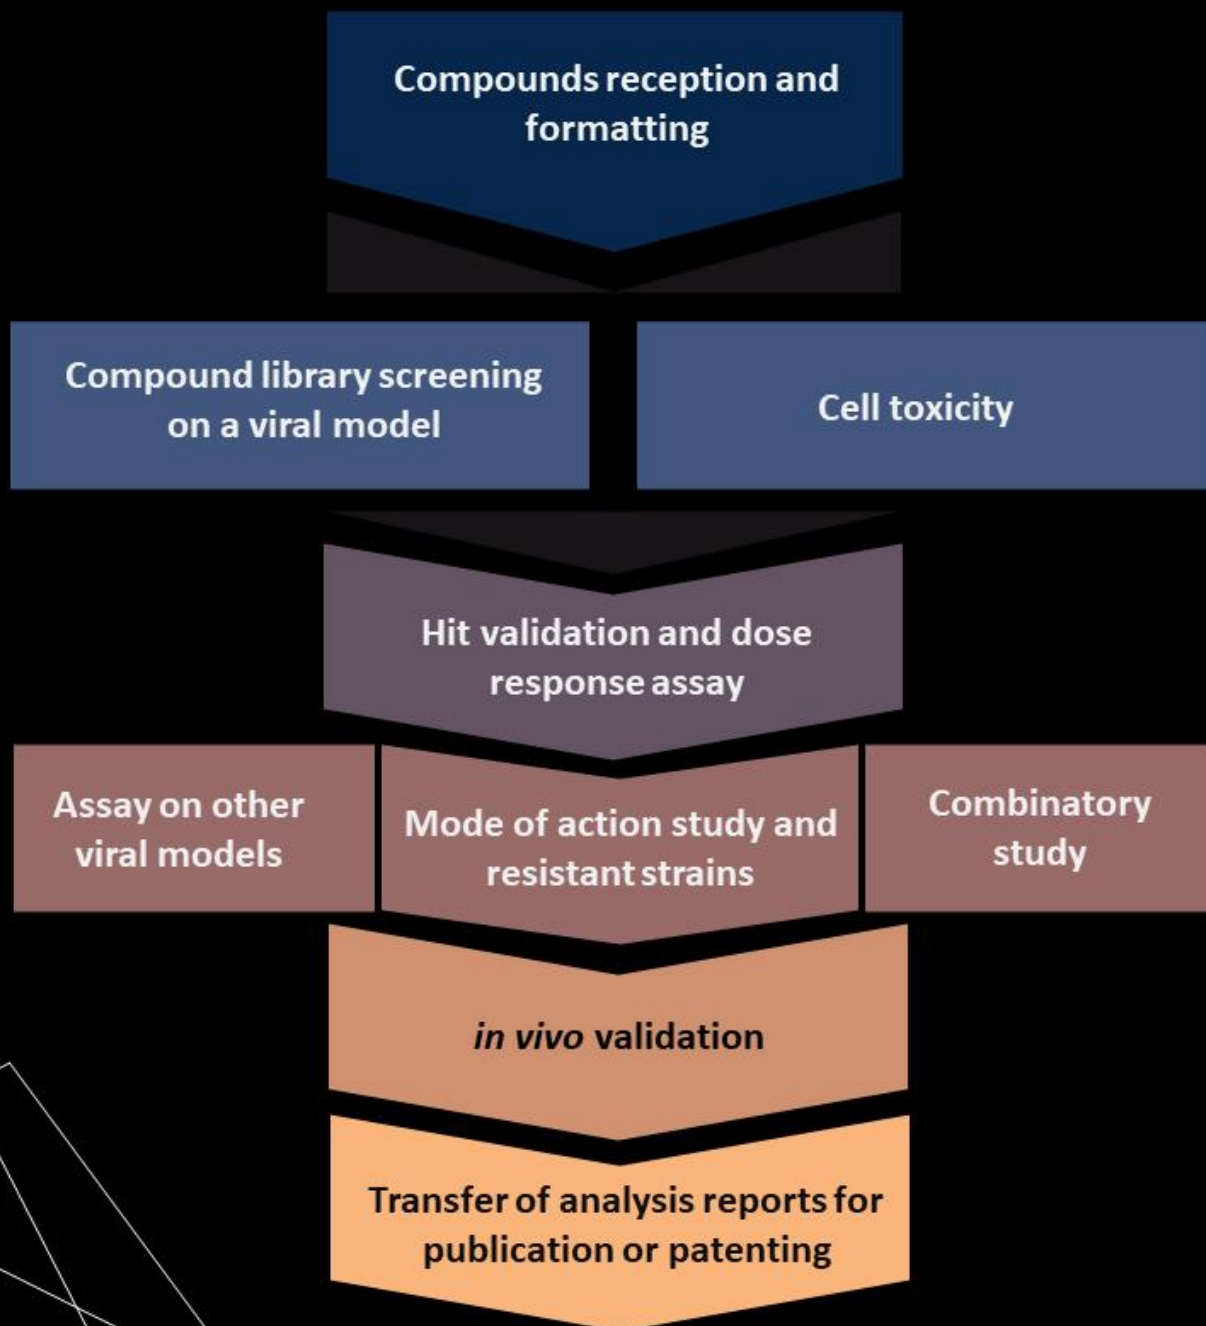 Compounds reception and
formatting
Compound library screening
on a viral model
Cell toxicity
Hit validation and dose
response assay
Assay on other
viral models
Mode of action study and
resistant strains
Combinatory
study
in vivo validation
Transfer of analysis reports for
publication or patenting